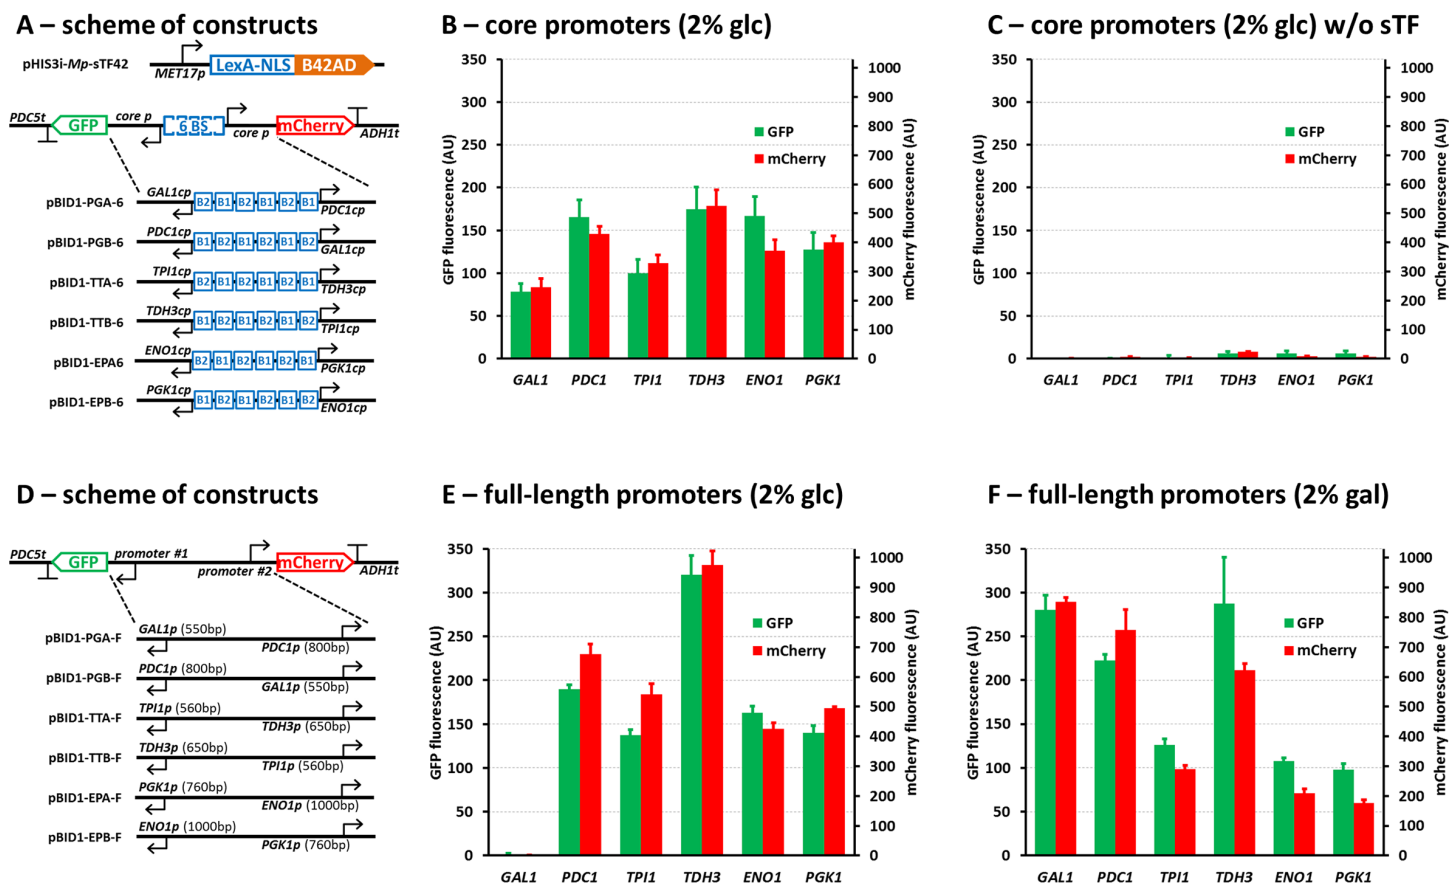 A – scheme of constructs
pHIS3i-Mp-sTF42
MET17p
LexA-NLS B42AD
PDC5t
GFP
core p
6 BS
core p
mCherry
ADH1t
pBID1-PGA-6
GAL1cp
B2 B1 B2 B1 B2 B1
PDC1cp
pBID1-PGB-6
PDC1cp
B1 B2 B1 B2 B1 B2
GAL1cp
pBID1-TTA-6
TPI1cp
B2 B1 B2 B1 B2 B1
TDH3cp
pBID1-TTB-6
TDH3cp
B1 B2 B1 B2 B1 B2
TPI1cp
pBID1-EPA6
ENO1cp
B2 B1 B2 B1 B2 B1
PGK1cp
pBID1-EPB-6
PGK1cp
B1 B2 B1 B2 B1 B2
ENO1cp
B – core promoters (2% glc)
GFP fluorescence (AU)
350
300
250
200
150
100
50
0
GFP
mCherry
1000
900
800
700
600
500
400
300
200
100
0
mCherry fluorescence (AU)
GAL1 PDC1 TPI1 TDH3 ENO1 PGK1
C – core promoters (2% glc) w/o sTF
GFP fluorescence (AU)
350
300
250
200
150
100
50
0
GFP
mCherry
1000
900
800
700
600
500
400
300
200
100
0
mCherry fluorescence (AU)
GAL1 PDC1 TPI1 TDH3 ENO1 PGK1
D – scheme of constructs
PDC5t
GFP
promoter #1
promoter #2
mCherry
ADH1t
pBID1-PGA-F
GAL1p (550bp)
PDC1p (800bp)
pBID1-PGB-F
PDC1p (800bp)
GAL1p (550bp)
pBID1-TTA-F
TPI1p (560bp)
TDH3p (650bp)
pBID1-TTB-F
TDH3p (650bp)
TPI1p (560bp)
pBID1-EPA-F
PGK1p (760bp)
ENO1p (1000bp)
pBID1-EPB-F
ENO1p (1000bp)
PGK1p (760bp)
E – full-length promoters (2% glc)
GFP fluorescence (AU)
350
300
250
200
150
100
50
0
GFP
mCherry
1000
900
800
700
600
500
400
300
200
100
0
mCherry fluorescence (AU)
GAL1 PDC1 TPI1 TDH3 ENO1 PGK1
F – full-length promoters (2% gal)
GFP fluorescence (AU)
350
300
250
200
150
100
50
0
GFP
mCherry
1000
900
800
700
600
500
400
300
200
100
0
mCherry fluorescence (AU)
GAL1 PDC1 TPI1 TDH3 ENO1 PGK1